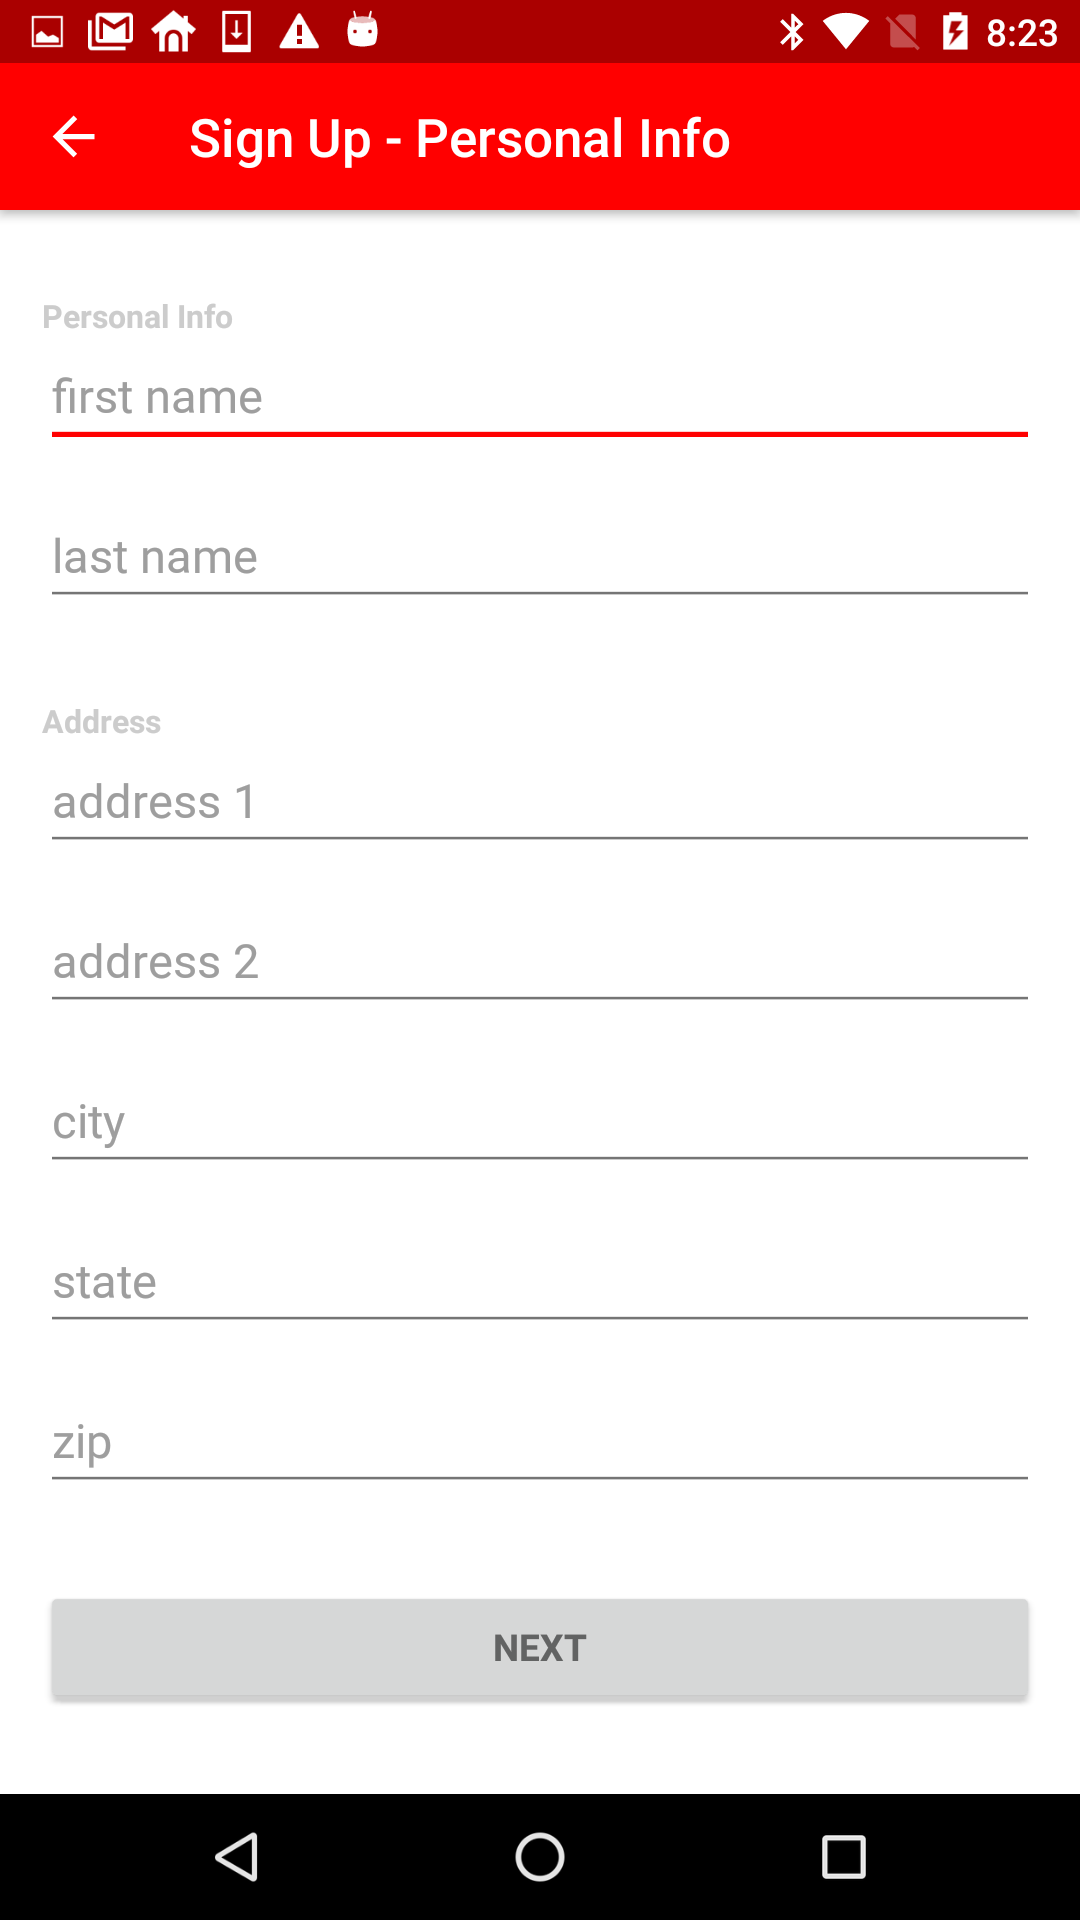 8:23
Sign Up - Personal Info
Personal Info
first name
last name
Address
address 1
address 2
city
state
zip
NEXT